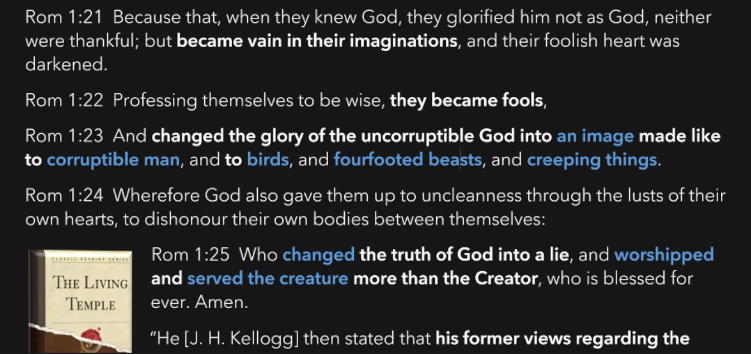 Rom 1:21 Because that, when they knew God, they glorified him not as God, neither
were thankful; but became vain in their imaginations, and their foolish heart was
darkened.
Rom 1:22 Professing themselves to be wise, they became fools,
Rom 1:23 And changed the glory of the uncorruptible God into an image made like
to corruptible man, and to birds, and fourfooted beasts, and creeping things.
Rom 1:24 Wherefore God also gave them up to uncleanness through the lusts of their
own hearts, to dishonour their own bodies between themselves:
CLASSIC REPRINT SERIES
THE LIVING
TEMPLE
Rom 1:25 Who changed the truth of God into a lie, and worshipped
and served the creature more than the Creator, who is blessed for
ever. Amen.
“He [J. H. Kellogg] then stated that his former views regarding the